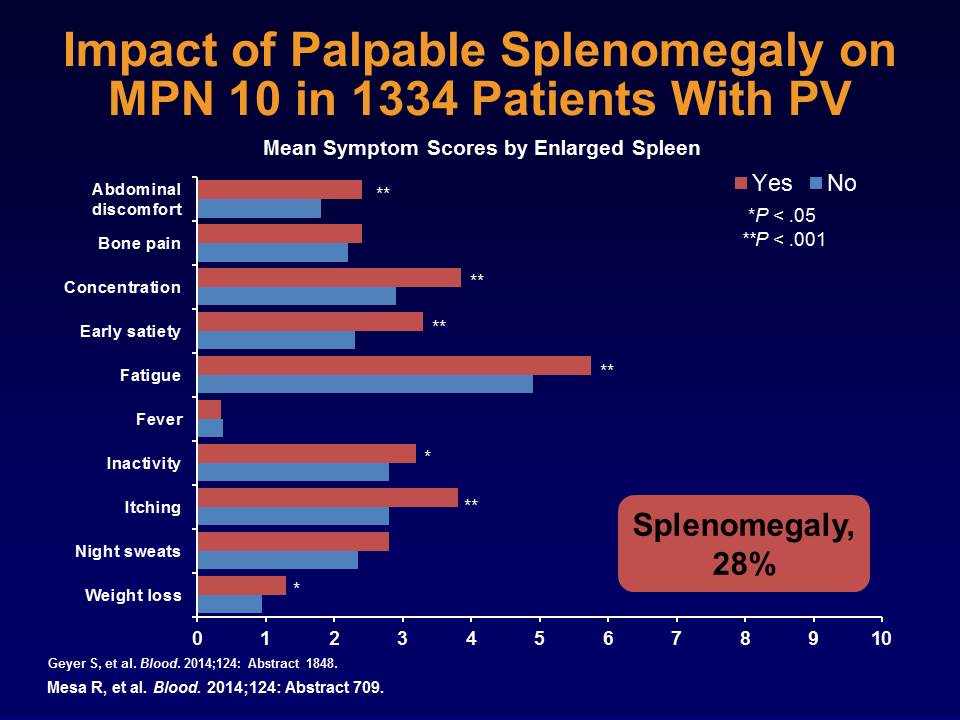 Impact of Palpable Splenomegaly on
MPN 10 in 1334 Patients With PV
Mean Symptom Scores by Enlarged Spleen
Yes No
*P < .05
**P < .001
Abdominal
discomfort
**
Bone pain
Concentration
**
Early satiety
**
Fatigue
**
Fever
Inactivity
*
Itching
**
Night sweats
Weight loss
*
Splenomegaly,
28%
0 1 2 3 4 5 6 7 8 9 10
Geyer S, et al. Blood. 2014;124: Abstract 1848.
Mesa R, et al. Blood. 2014;124: Abstract 709.